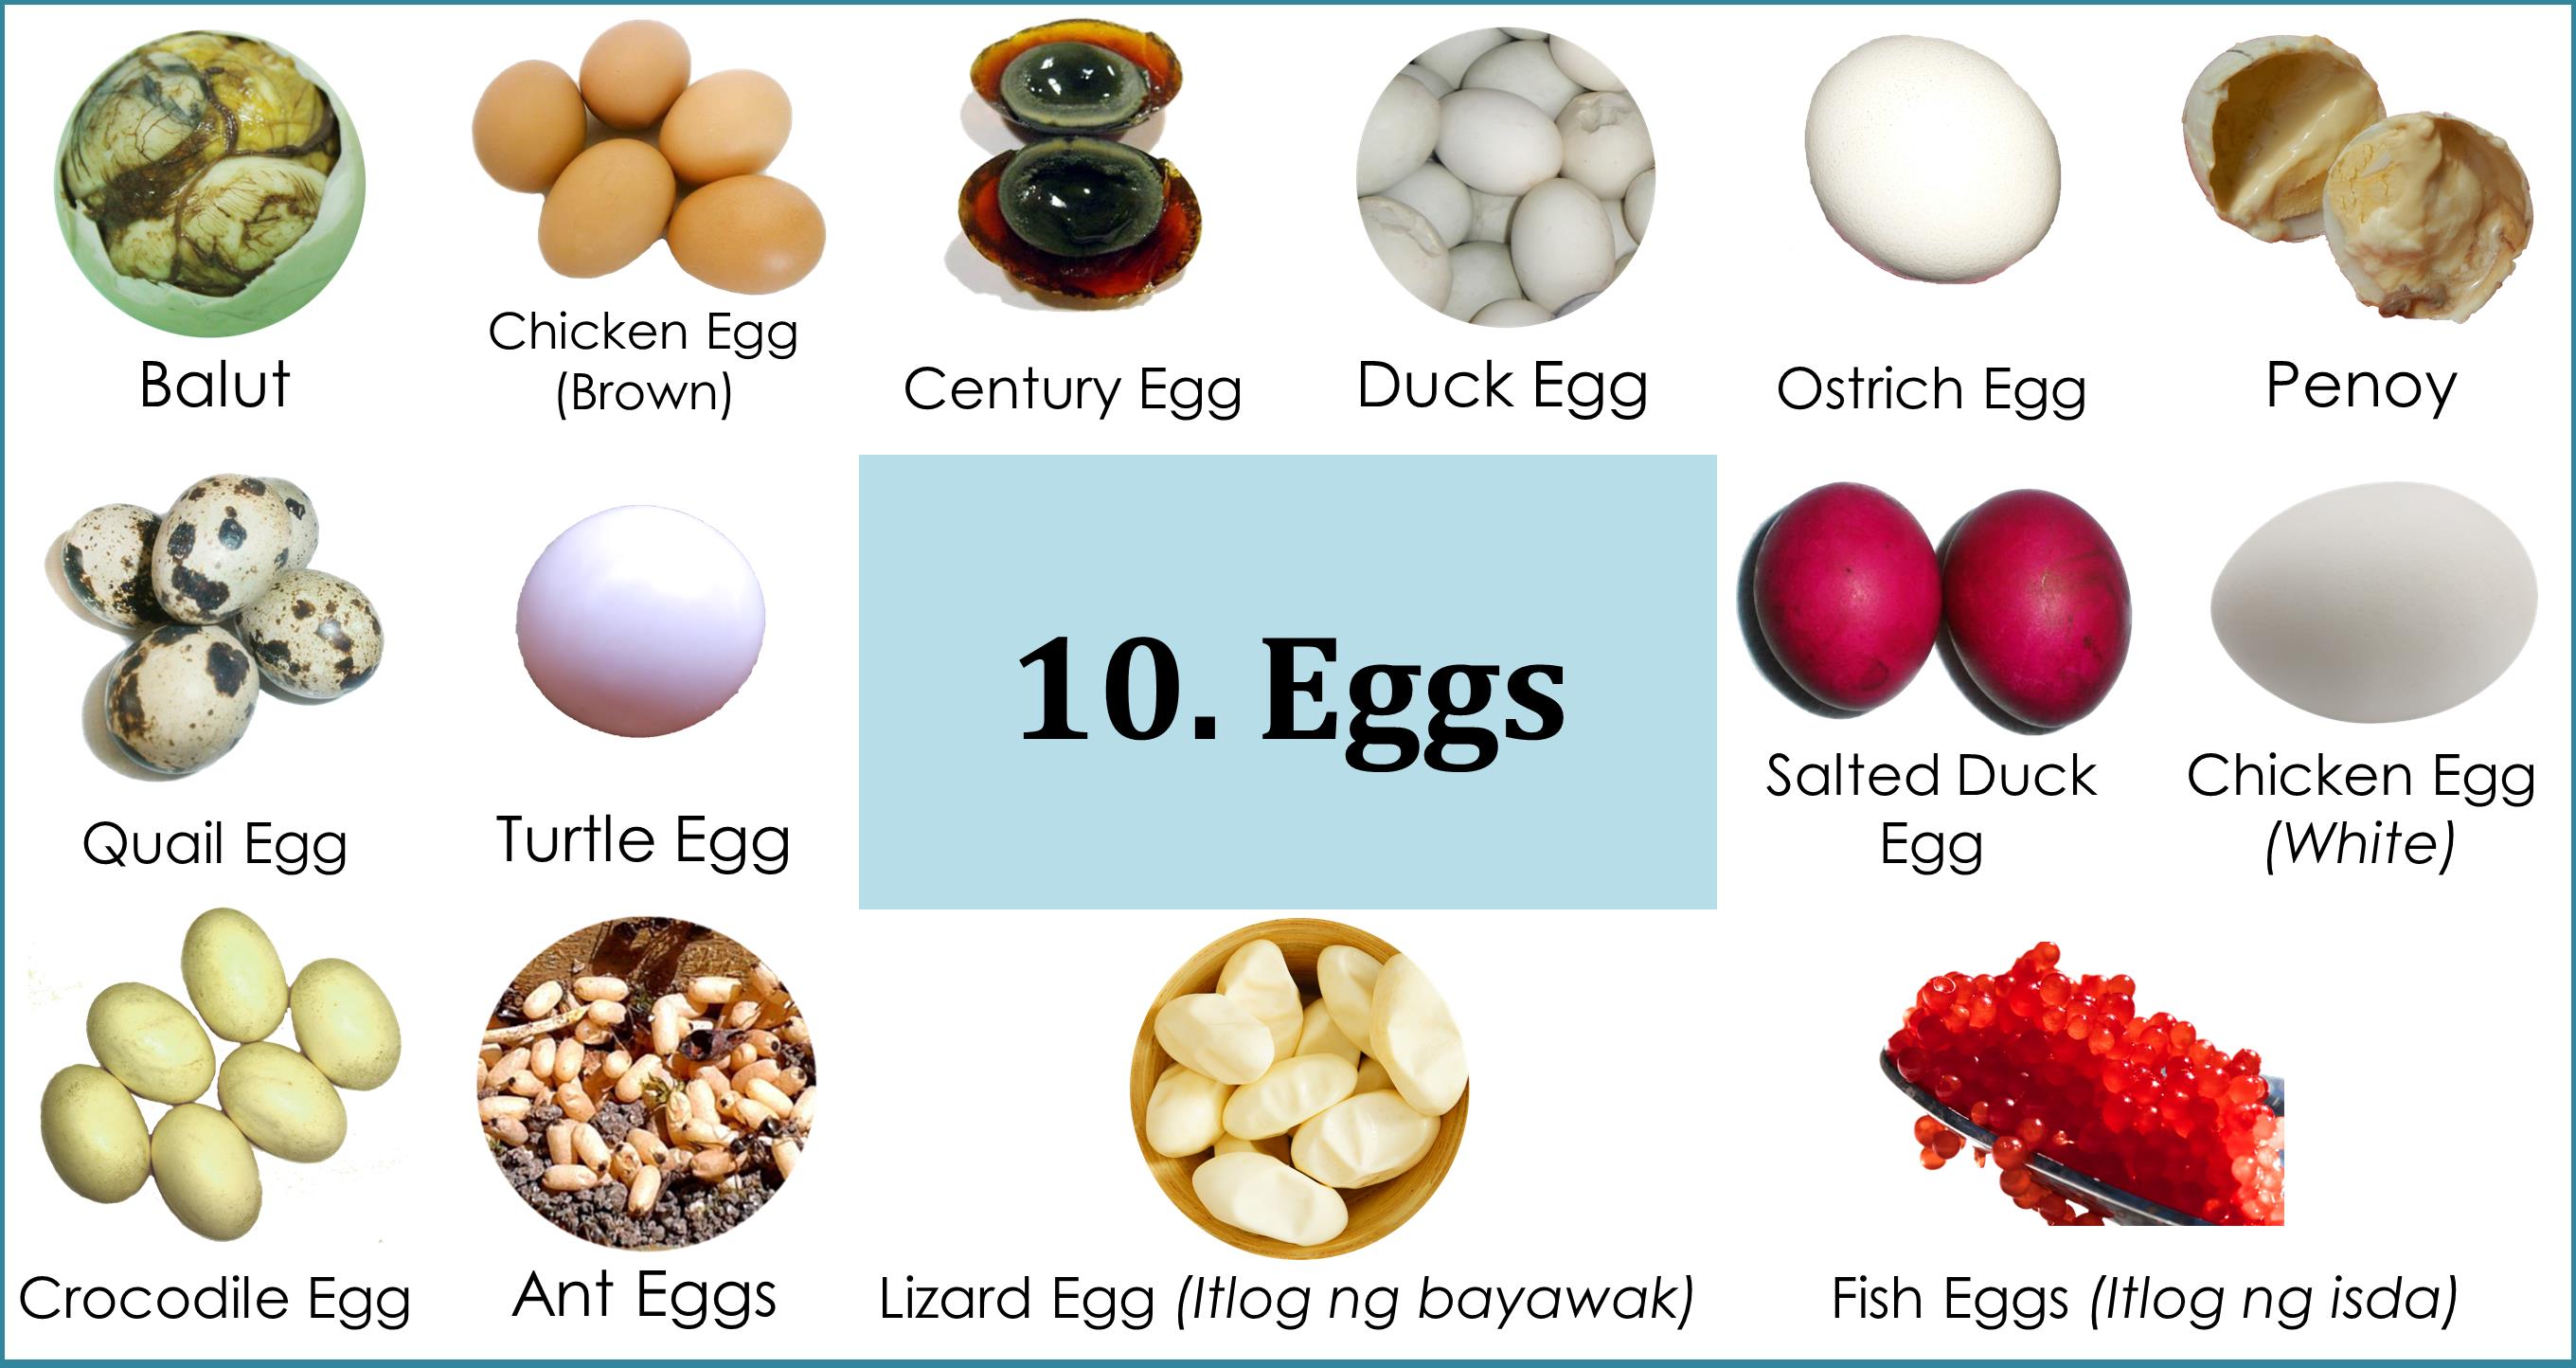 Balut
Chicken Egg
(Brown)
Century Egg
Duck Egg
Ostrich Egg
Penoy
Quail Egg
Turtle Egg
10. Eggs
Salted Duck
Egg
Chicken Egg
(White)
Crocodile Egg
Ant Eggs
Lizard Egg (Itlog ng bayawak)
Fish Eggs (Itlog ng isda)